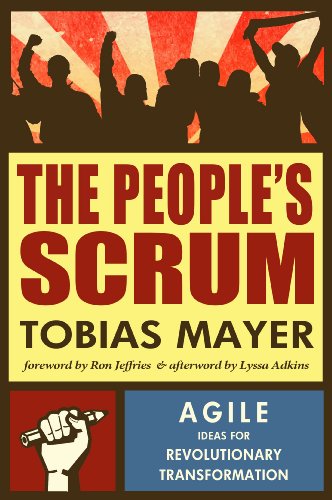 THE PEOPLE'S
SCRUM
TOBIAS MAYER
foreword by Ron Jeffries & afterword by Lyssa Adkins
AGILE
IDEAS FOR
REVOLUTIONARY
TRANSFORMATION